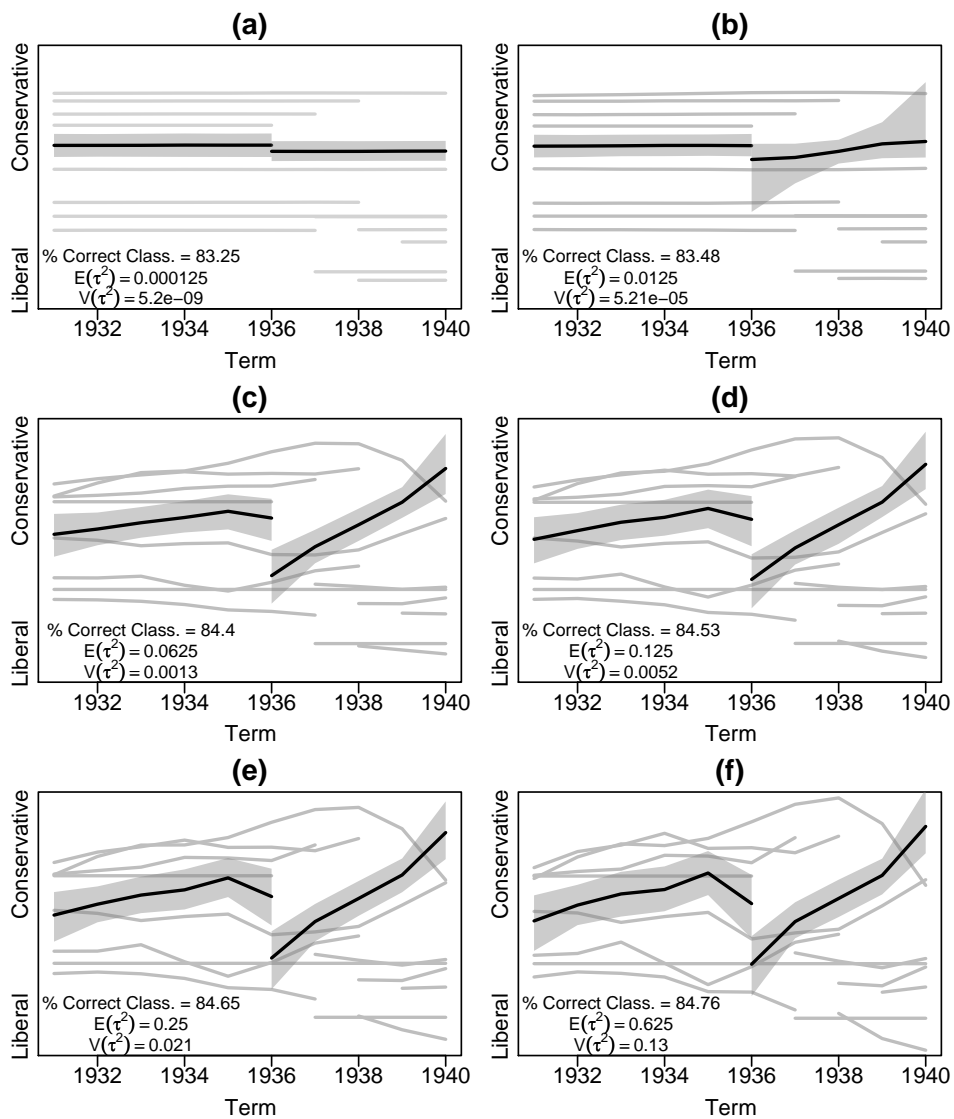 (a)
Conservative
Liberal
% Correct Class. = 83.25
E(τ²) = 0.000125
V(τ²) = 5.2e−09
1932 1934 1936 1938 1940
Term
(b)
Conservative
Liberal
% Correct Class. = 83.48
E(τ²) = 0.0125
V(τ²) = 5.21e−05
1932 1934 1936 1938 1940
Term
(c)
Conservative
Liberal
% Correct Class. = 84.4
E(τ²) = 0.0625
V(τ²) = 0.0013
1932 1934 1936 1938 1940
Term
(d)
Conservative
Liberal
% Correct Class. = 84.53
E(τ²) = 0.125
V(τ²) = 0.0052
1932 1934 1936 1938 1940
Term
(e)
Conservative
Liberal
% Correct Class. = 84.65
E(τ²) = 0.25
V(τ²) = 0.021
1932 1934 1936 1938 1940
Term
(f)
Conservative
Liberal
% Correct Class. = 84.76
E(τ²) = 0.625
V(τ²) = 0.13
1932 1934 1936 1938 1940
Term